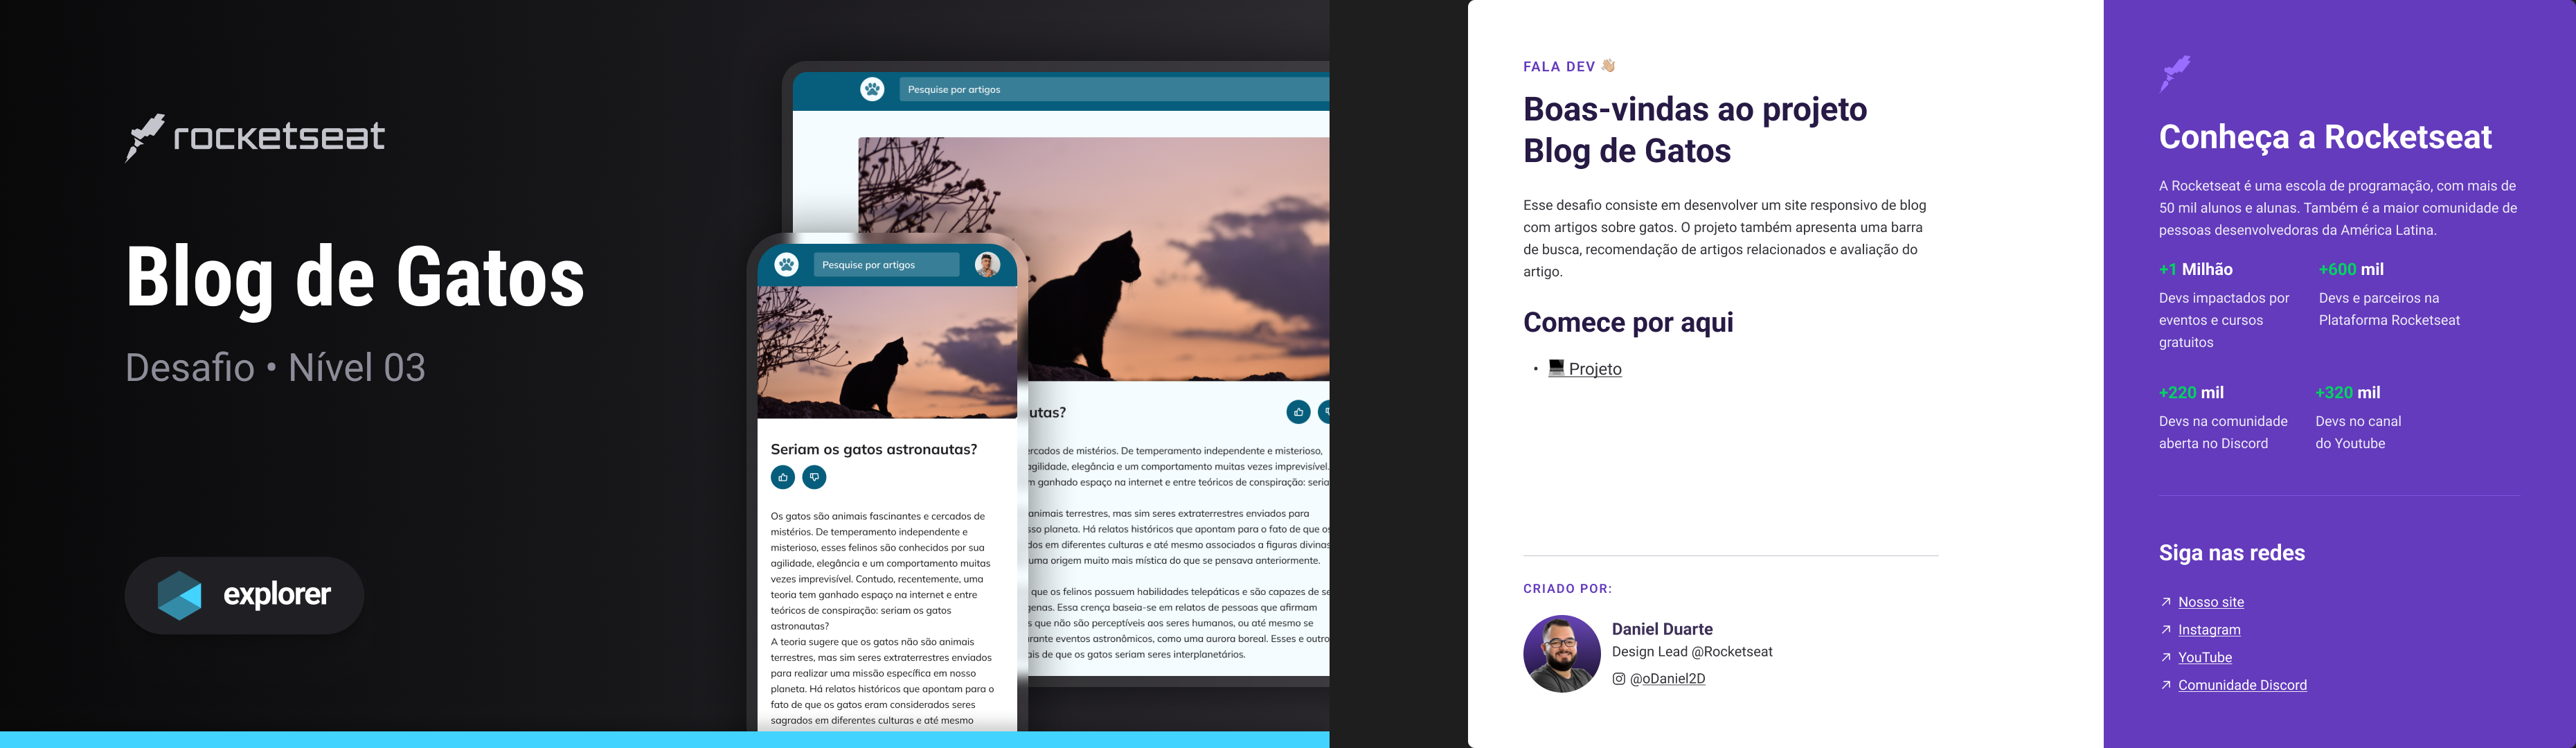 rocketseat
Blog de Gatos
Desafio • Nível 03
explorer
Pesquise por artigos
utas?
ercados de mistérios. De temperamento independente e misterioso,
agilidade, elegância e um comportamento muitas vezes imprevisível.
m ganhado espaço na internet e entre teóricos de conspiração: seria
animais terrestres, mas sim seres extraterrestres enviados para
sso planeta. Há relatos históricos que apontam para o fato de que os
dos em diferentes culturas e até mesmo associados a figuras divinas
uma origem muito mais mística do que se pensava anteriormente.
que os felinos possuem habilidades telepáticas e são capazes de se
genas. Essa crença baseia-se em relatos de pessoas que afirmam
s que não são perceptíveis aos seres humanos, ou até mesmo se
urante eventos astronômicos, como uma aurora boreal. Esses e outro
ais de que os gatos seriam seres interplanetários.
Pesquise por artigos
Seriam os gatos astronautas?
Os gatos são animais fascinantes e cercados de
mistérios. De temperamento independente e
misterioso, esses felinos são conhecidos por sua
agilidade, elegância e um comportamento muitas
vezes imprevisível. Contudo, recentemente, uma
teoria tem ganhado espaço na internet e entre
teóricos de conspiração: seriam os gatos
astronautas?
A teoria sugere que os gatos não são animais
terrestres, mas sim seres extraterrestres enviados
para realizar uma missão específica em nosso
planeta. Há relatos históricos que apontam para o
fato de que os gatos eram considerados seres
sagrados em diferentes culturas e até mesmo
FALA DEV 👋🏼
Boas-vindas ao projeto
Blog de Gatos
Esse desafio consiste em desenvolver um site responsivo de blog
com artigos sobre gatos. O projeto também apresenta uma barra
de busca, recomendação de artigos relacionados e avaliação do
artigo.
Comece por aqui
• 💻 Projeto
CRIADO POR:
Daniel Duarte
Design Lead @Rocketseat
@oDaniel2D
Conheça a Rocketseat
A Rocketseat é uma escola de programação, com mais de
50 mil alunos e alunas. Também é a maior comunidade de
pessoas desenvolvedoras da América Latina.
+1 Milhão
Devs impactados por
eventos e cursos
gratuitos
+600 mil
Devs e parceiros na
Plataforma Rocketseat
+220 mil
Devs na comunidade
aberta no Discord
+320 mil
Devs no canal
do Youtube
Siga nas redes
Nosso site
Instagram
YouTube
Comunidade Discord